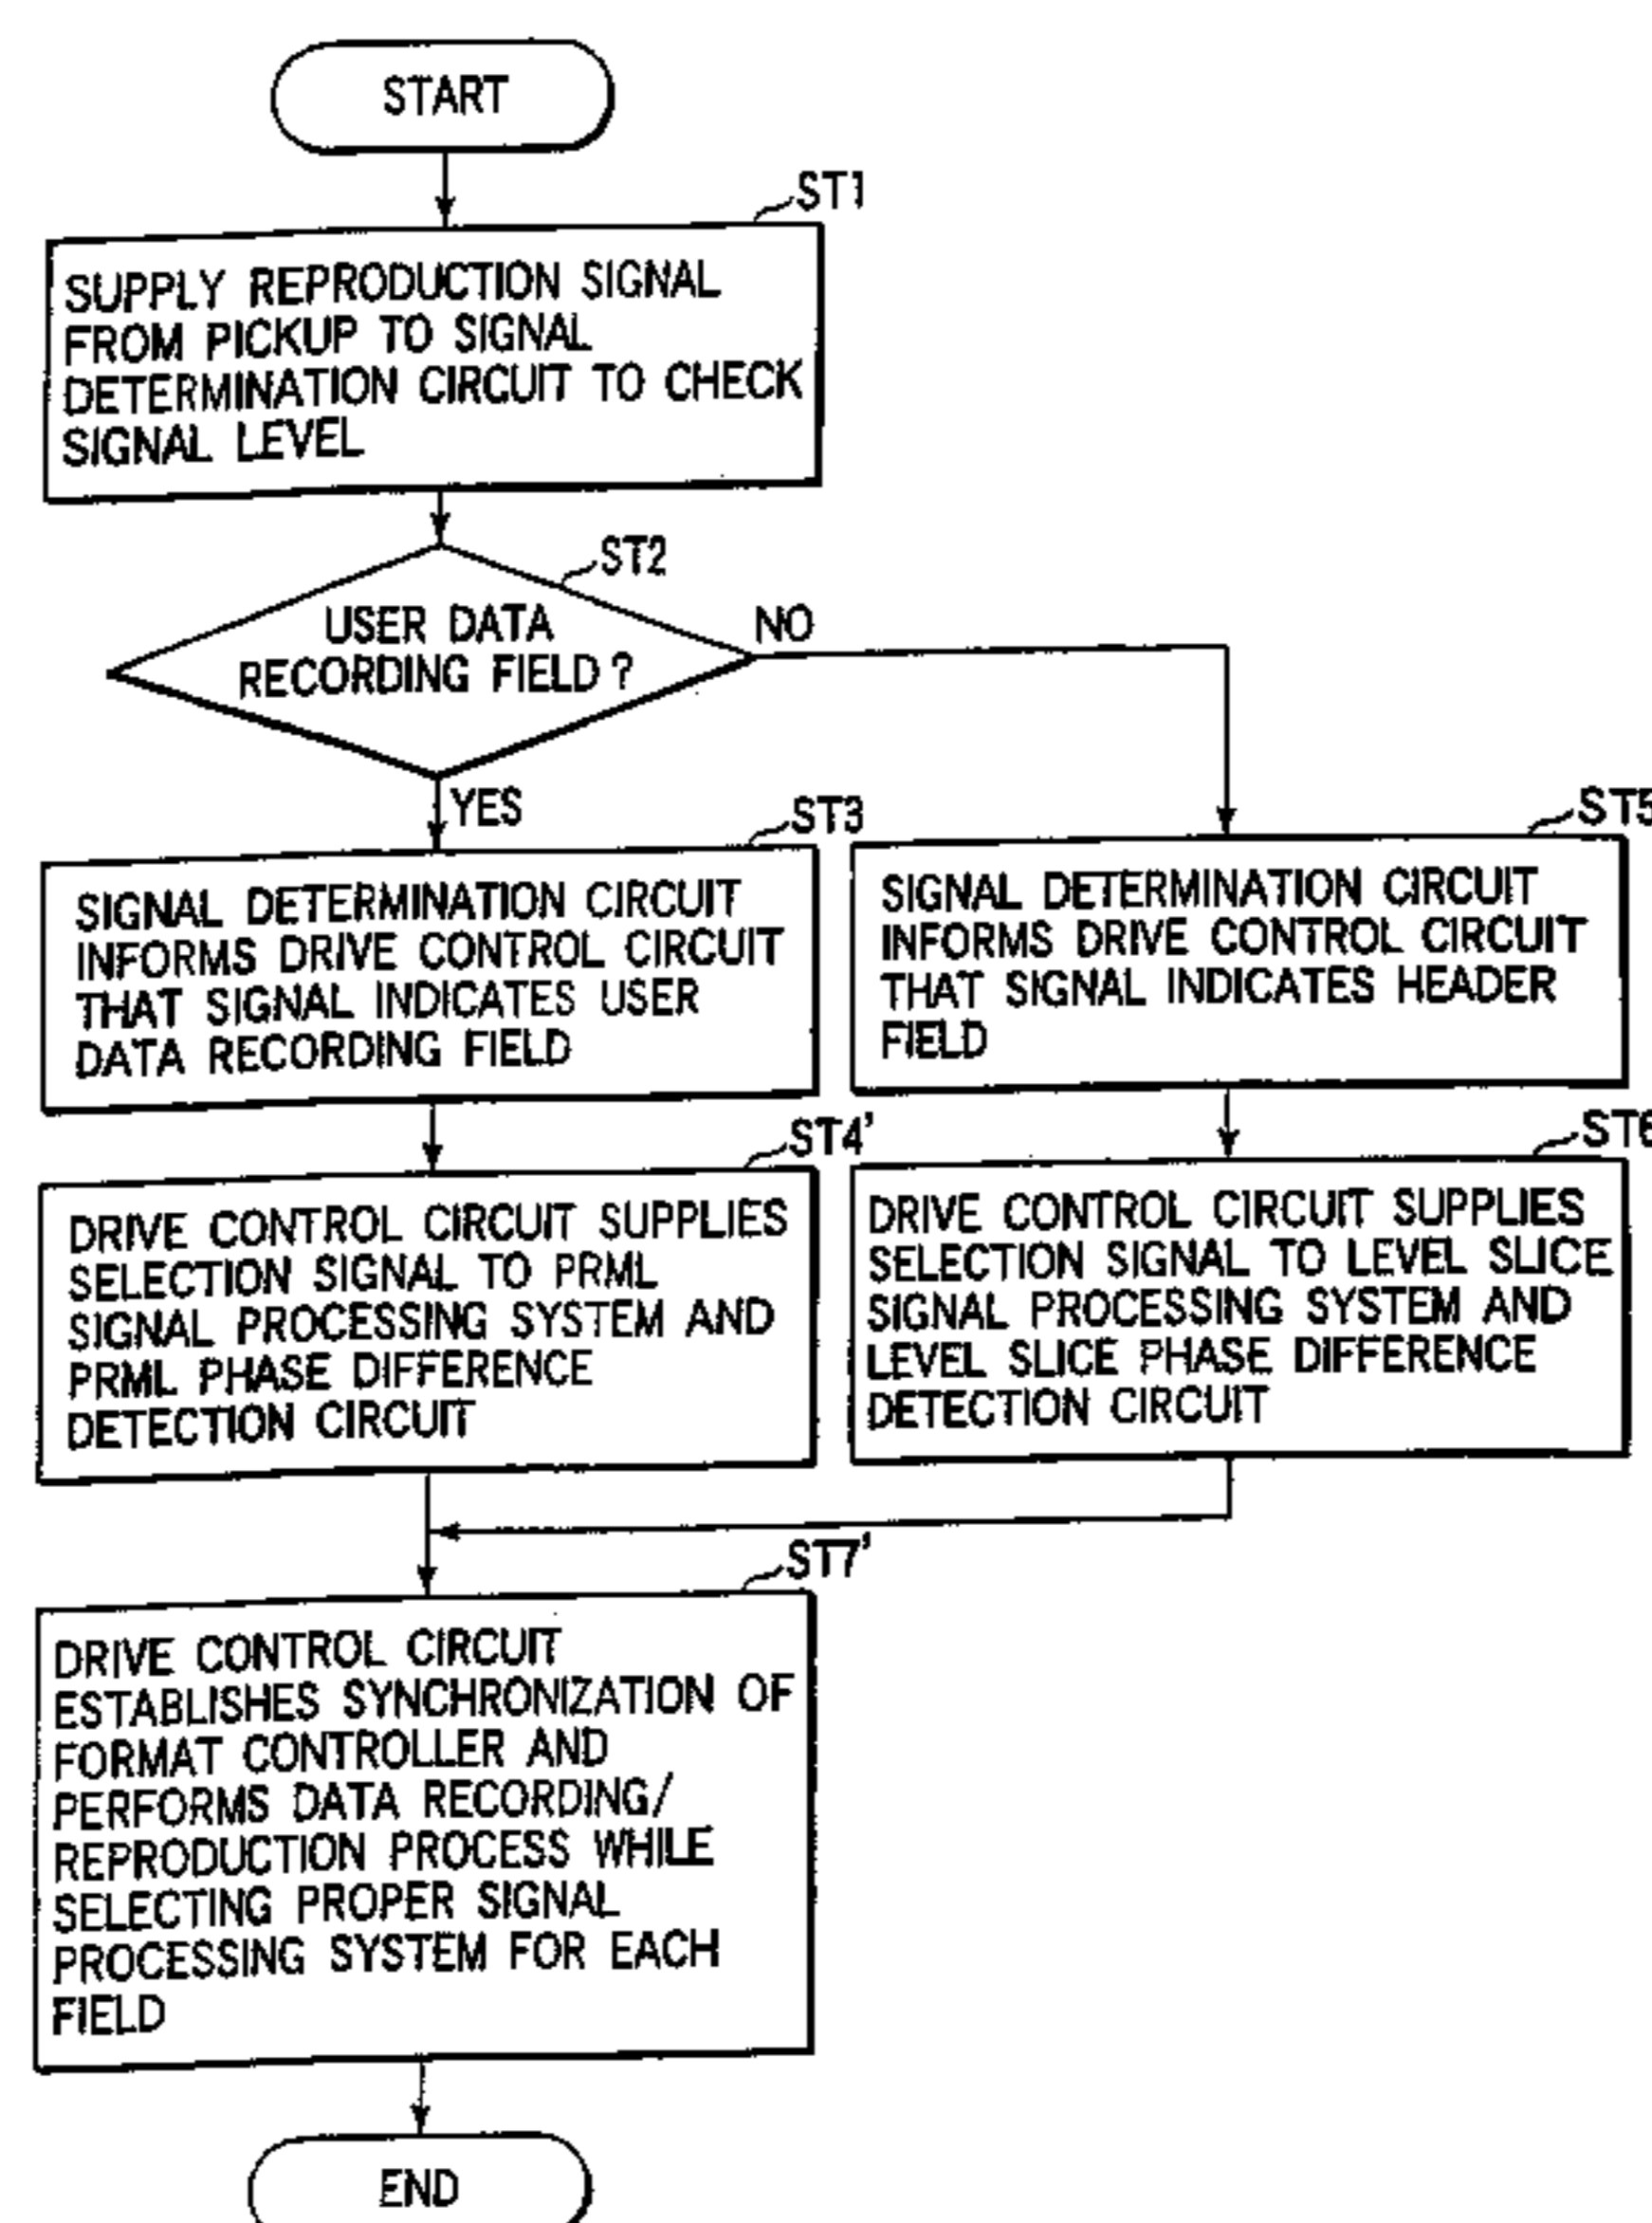 START
ST1
SUPPLY REPRODUCTION SIGNAL
FROM PICKUP TO SIGNAL
DETERMINATION CIRCUIT TO CHECK
SIGNAL LEVEL
ST2
USER DATA
RECORDING FIELD?
NO
YES
ST3
SIGNAL DETERMINATION CIRCUIT
INFORMS DRIVE CONTROL CIRCUIT
THAT SIGNAL INDICATES USER
DATA RECORDING FIELD
ST5
SIGNAL DETERMINATION CIRCUIT
INFORMS DRIVE CONTROL CIRCUIT
THAT SIGNAL INDICATES HEADER
FIELD
ST4'
DRIVE CONTROL CIRCUIT SUPPLIES
SELECTION SIGNAL TO PRML
SIGNAL PROCESSING SYSTEM AND
PRML PHASE DIFFERENCE
DETECTION CIRCUIT
ST6
DRIVE CONTROL CIRCUIT SUPPLIES
SELECTION SIGNAL TO LEVEL SLICE
SIGNAL PROCESSING SYSTEM AND
LEVEL SLICE PHASE DIFFERENCE
DETECTION CIRCUIT
ST7'
DRIVE CONTROL CIRCUIT
ESTABLISHES SYNCHRONIZATION OF
FORMAT CONTROLLER AND
PERFORMS DATA RECORDING/
REPRODUCTION PROCESS WHILE
SELECTING PROPER SIGNAL
PROCESSING SYSTEM FOR EACH
FIELD
END